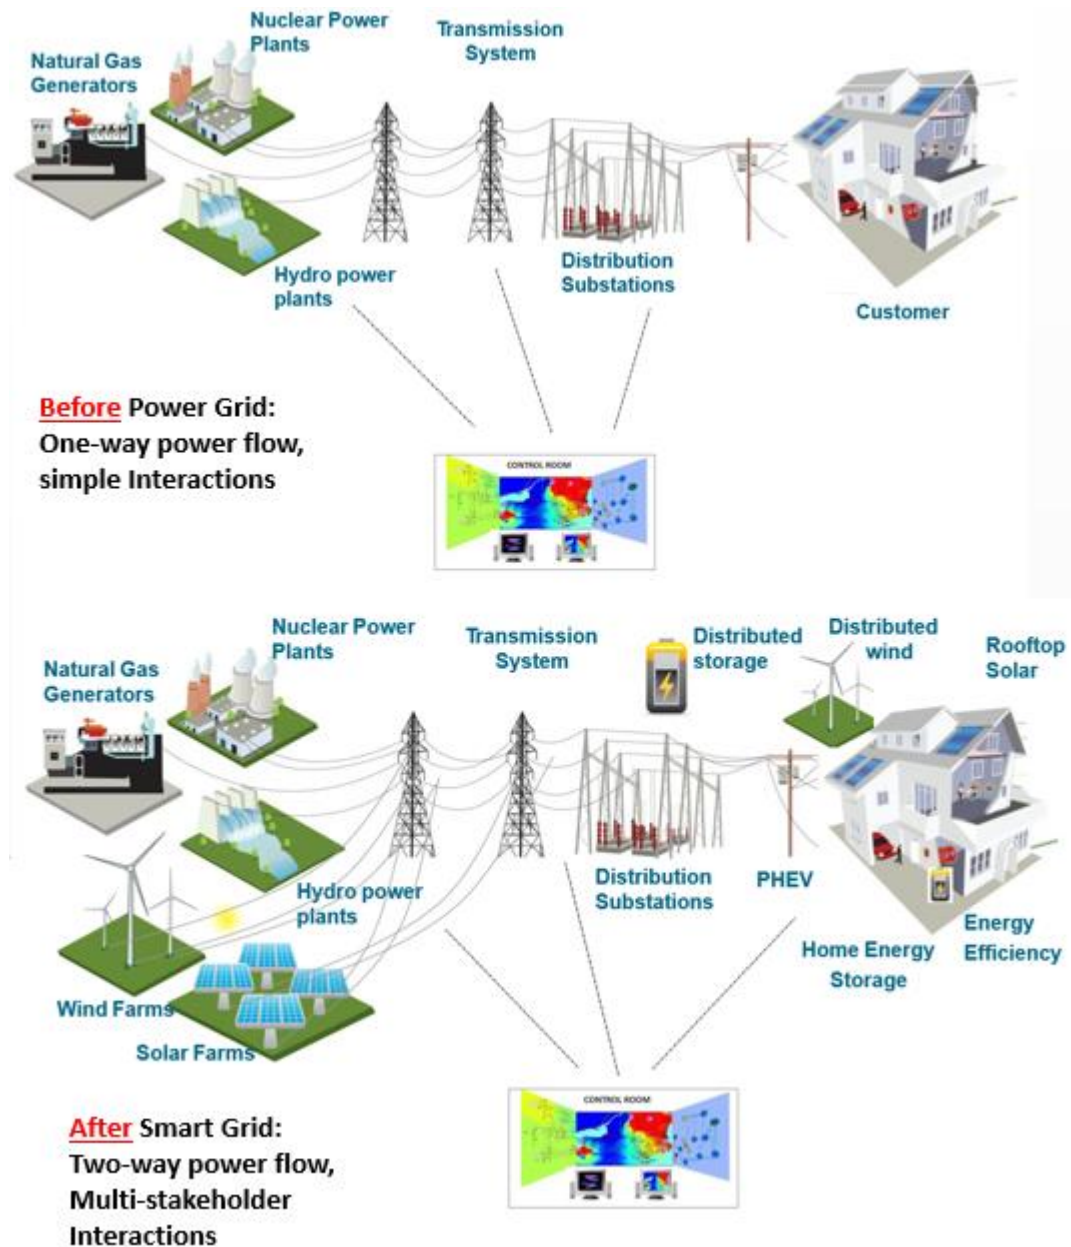 Nuclear Power
Plants
Transmission
System
Natural Gas
Generators
Hydro power
plants
Distribution
Substations
Customer
Before Power Grid:
One-way power flow,
simple Interactions
CONTROL ROOM
Nuclear Power
Plants
Transmission
System
Distributed
storage
Distributed
wind
Rooftop
Solar
Natural Gas
Generators
Hydro power
plants
Distribution
Substations
PHEV
Energy
Efficiency
Home Energy
Storage
Wind Farms
Solar Farms
CONTROL ROOM
After Smart Grid:
Two-way power flow,
Multi-stakeholder
Interactions